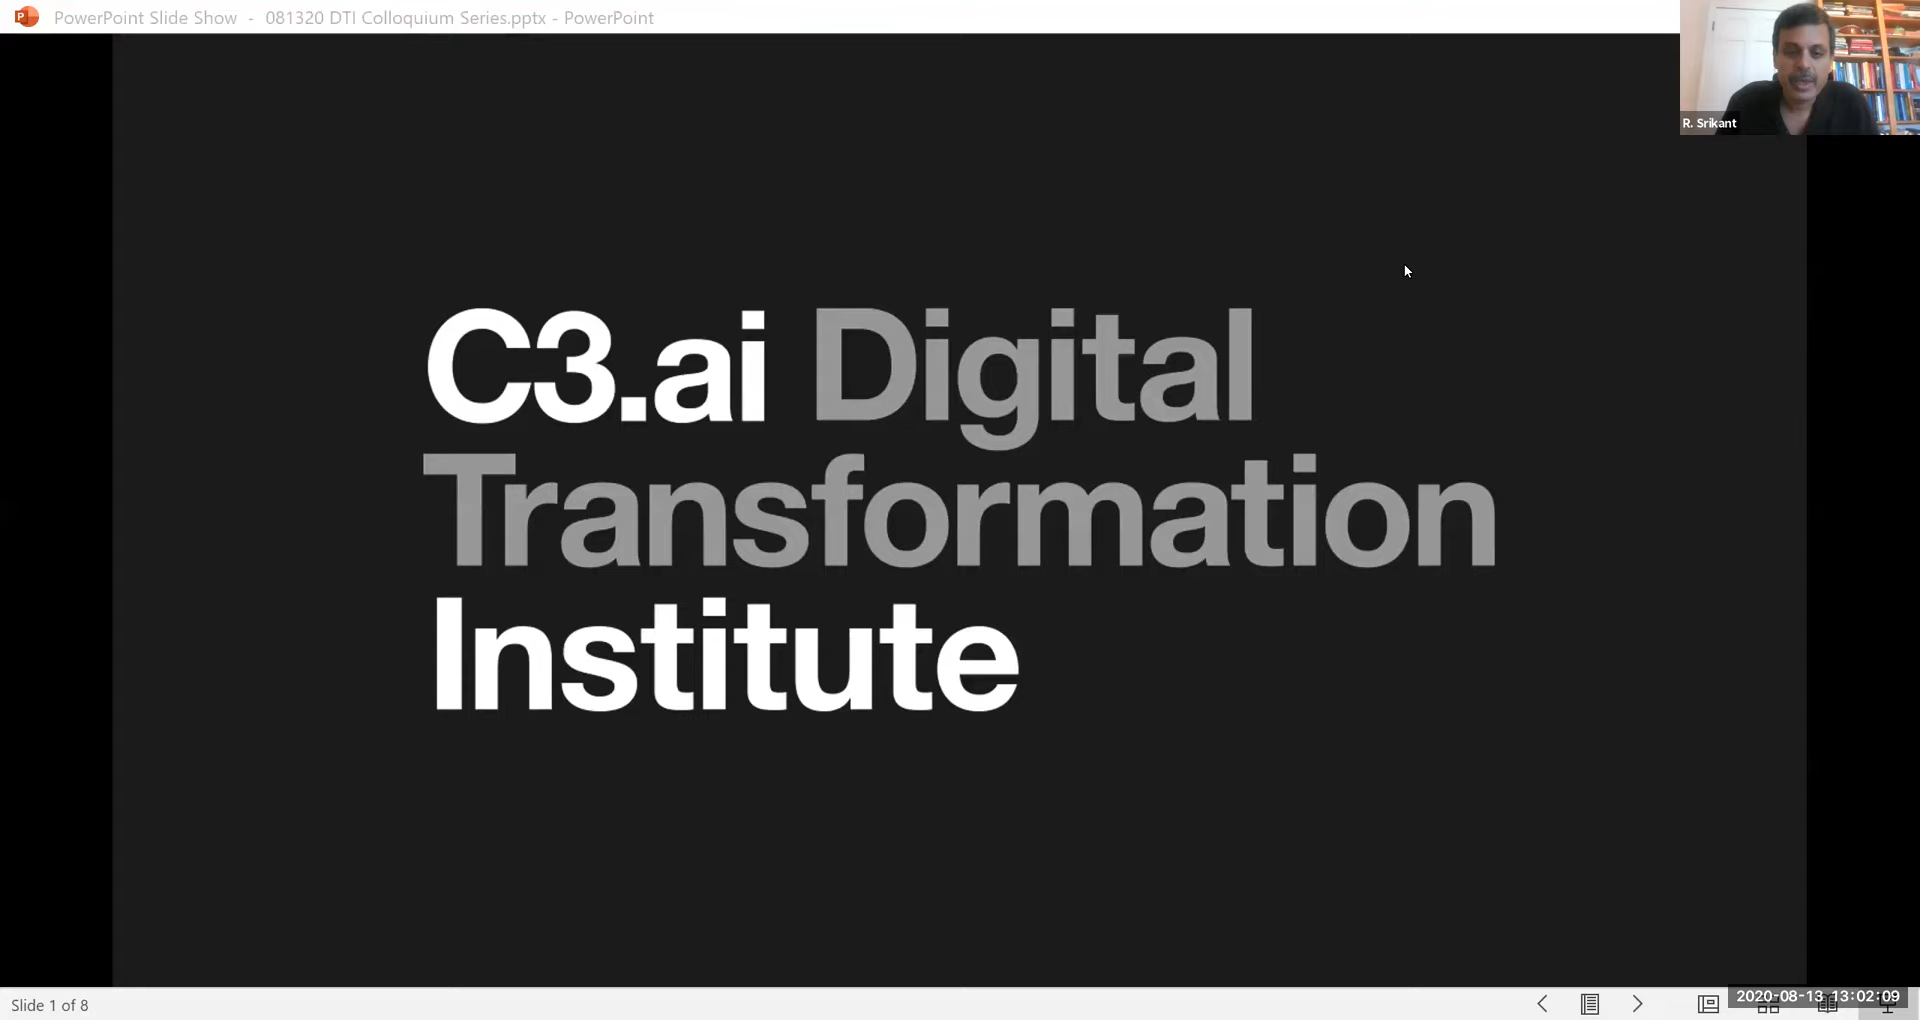 PowerPoint Slide Show - 081320 DTI Colloquium Series.pptx - PowerPoint
R. Srikant
C3.ai Digital
Transformation
Institute
Slide 1 of 8
2020-08-13 13:02:09